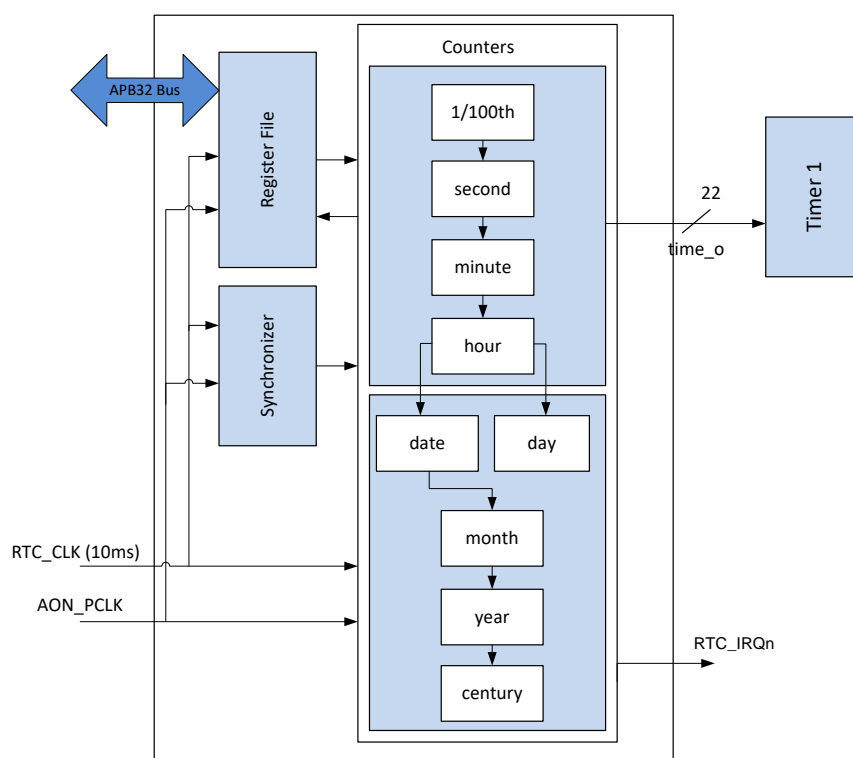 Counters
APB32 Bus
Register File
1/100th
second
minute
hour
22
time_o
Timer 1
Synchronizer
date
day
month
year
century
RTC_CLK (10ms)
AON_PCLK
RTC_IRQn